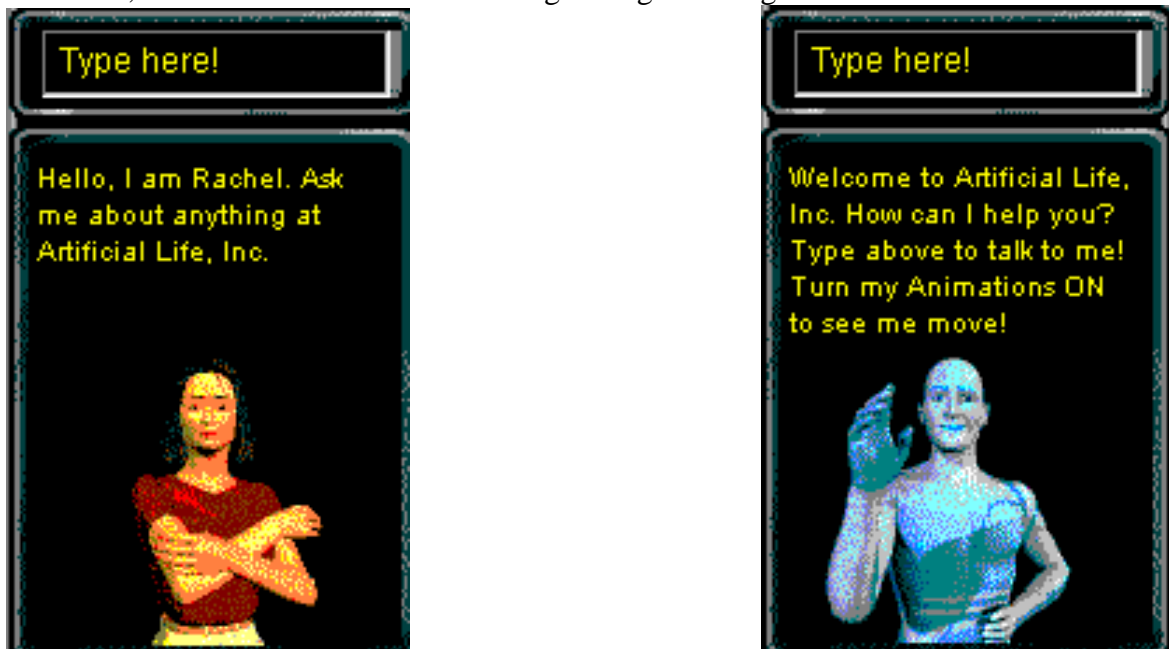 Type here!
Hello, I am Rachel. Ask
me about anything at
Artificial Life, Inc.
Type here!
Welcome to Artificial Life,
Inc. How can I help you?
Type above to talk to me!
Turn my Animations ON
to see me move!